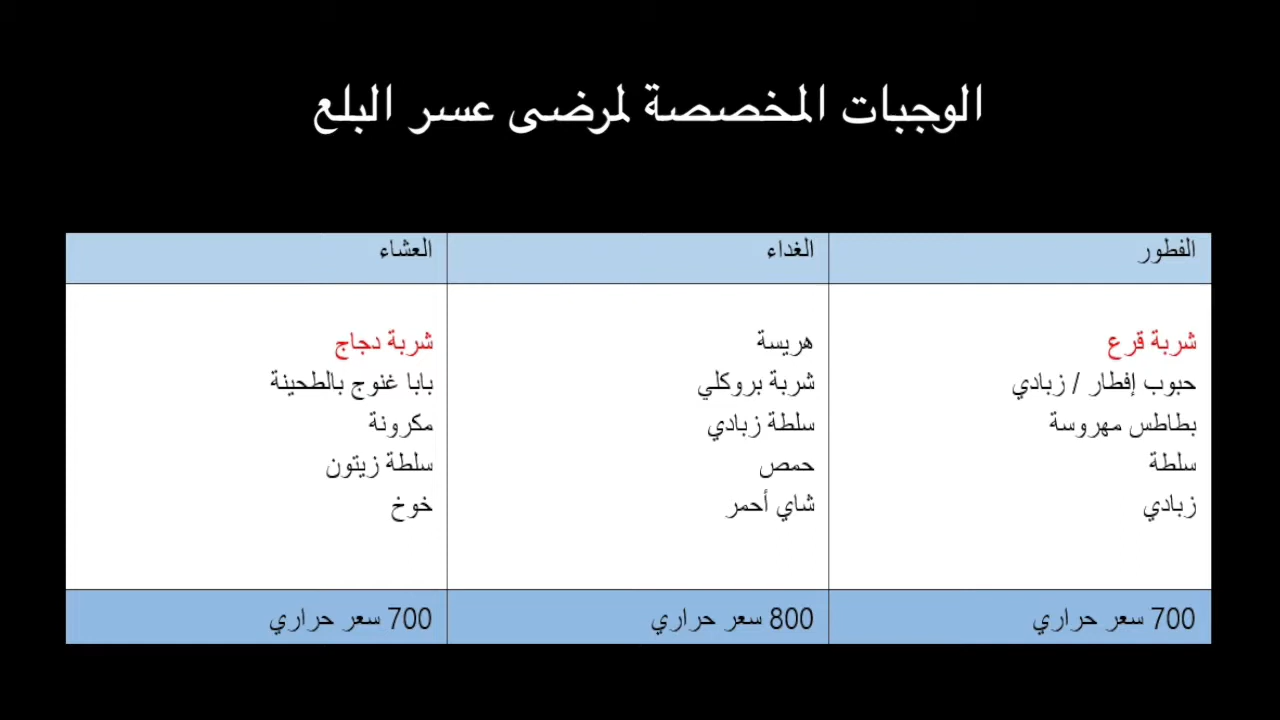 الوجبات المخصصة لمرضى عسر البلع
الفطور
الغداء
العشاء
شربة قرع
حبوب إفطار / زبادي
بطاطس مهروسة
سلطة
زبادي
هريسة
شربة بروكلي
سلطة زبادي
حمص
شاي أحمر
شربة دجاج
بابا غنوج بالطحينة
مكرونة
سلطة زيتون
خوخ
700 سعر حراري
800 سعر حراري
700 سعر حراري